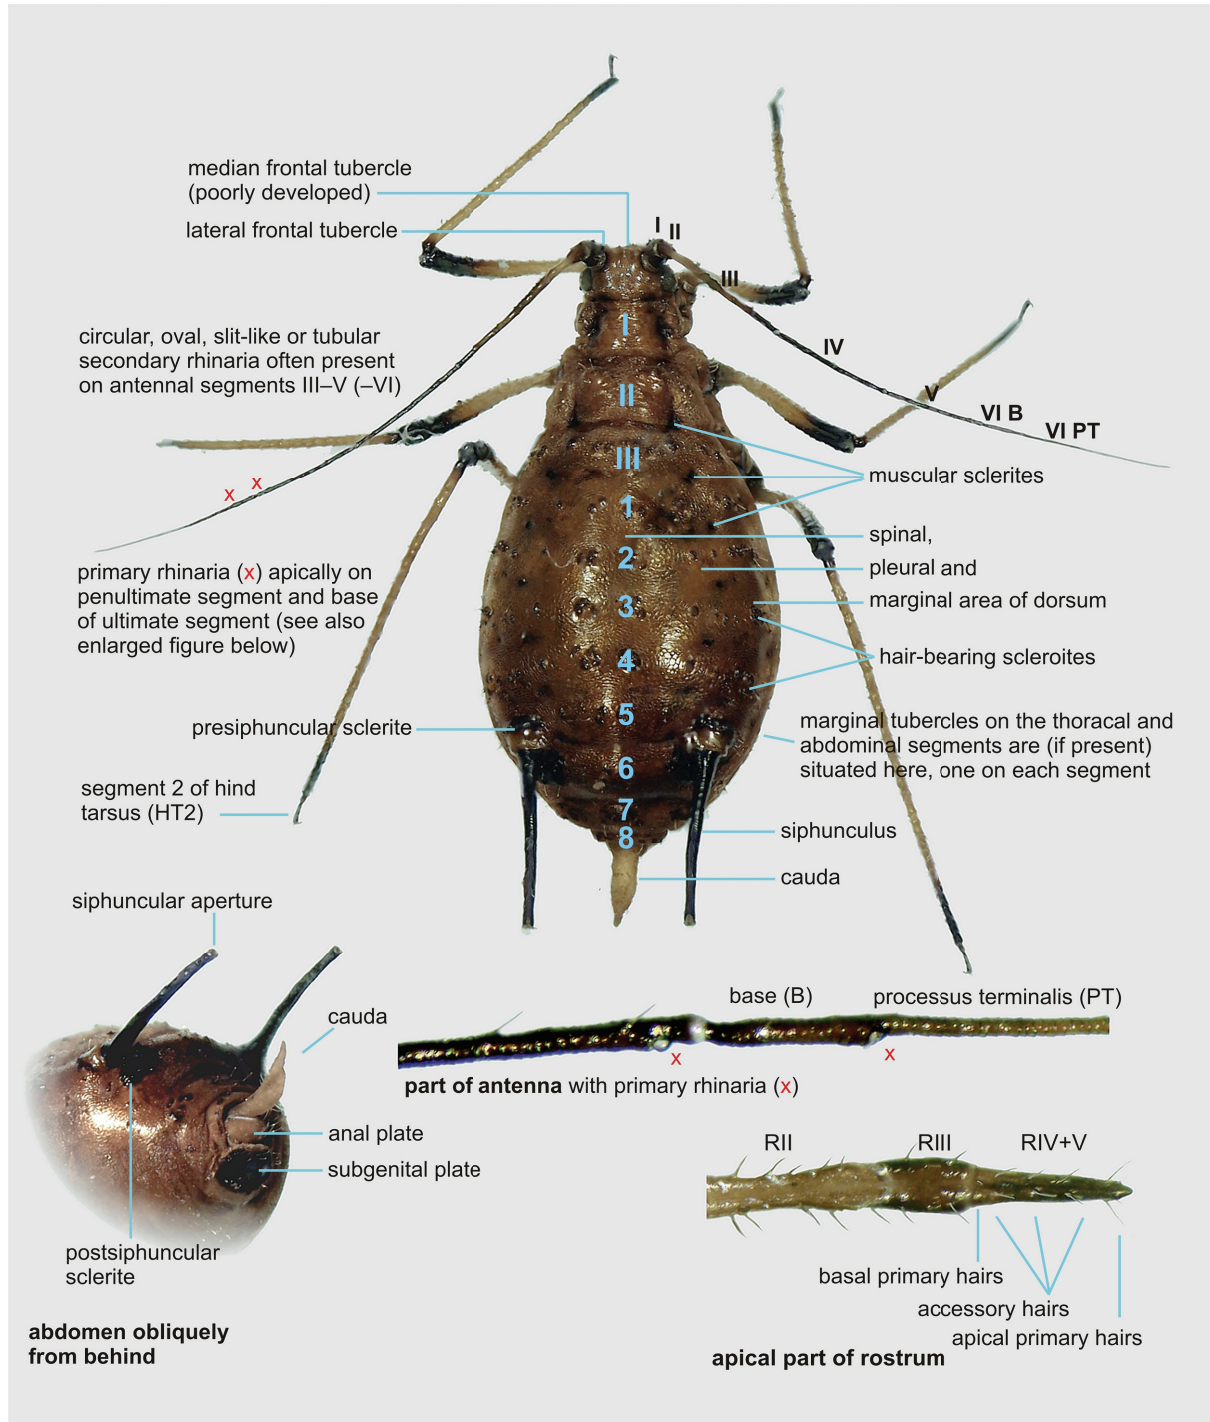 median frontal tubercle
(poorly developed)
lateral frontal tubercle
I II
III
IV
V
VI B
VI PT
circular, oval, slit-like or tubular
secondary rhinaria often present
on antennal segments III–V (–VI)
I
II
III
1
2
3
4
5
6
7
8
x x
muscular sclerites
spinal,
pleural and
marginal area of dorsum
hair-bearing scleroites
primary rhinaria (x) apically on
penultimate segment and base
of ultimate segment (see also
enlarged figure below)
presiphuncular sclerite
marginal tubercles on the thoracal and
abdominal segments are (if present)
situated here, one on each segment
segment 2 of hind
tarsus (HT2)
siphunculus
cauda
siphuncular aperture
cauda
anal plate
subgenital plate
postsiphuncular
sclerite
abdomen obliquely
from behind
base (B)
processus terminalis (PT)
x
x
part of antenna with primary rhinaria (x)
RII
RIII
RIV+V
basal primary hairs
accessory hairs
apical primary hairs
apical part of rostrum